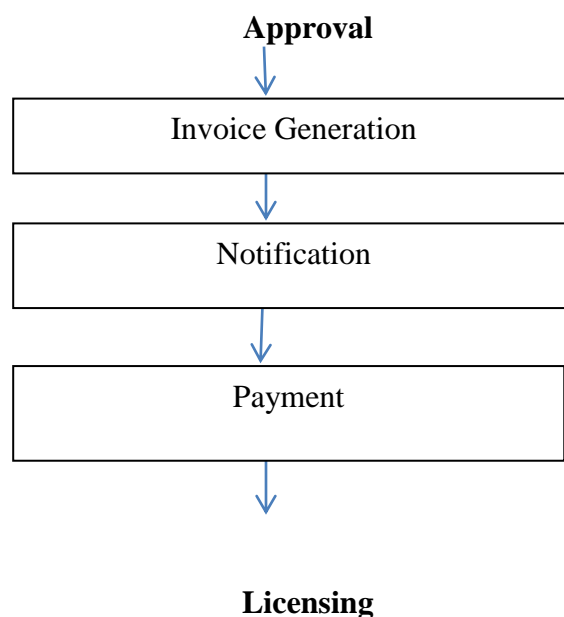 Approval
Invoice Generation
Notification
Payment
Licensing